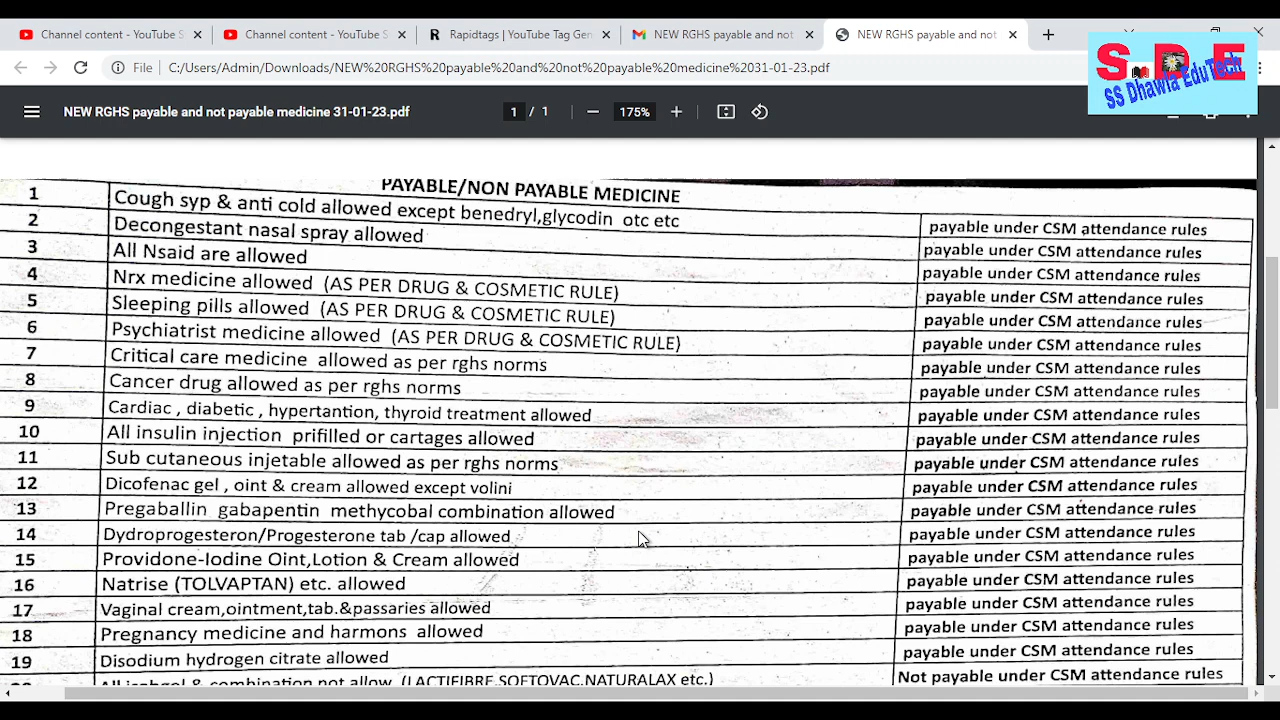 Channel content - YouTube S
Channel content - YouTube S
Rapidtags | YouTube Tag Gen
NEW RGHS payable and not
NEW RGHS payable and not
File
C:/Users/Admin/Downloads/NEW%20RGHS%20payable%20and%20not%20payable%20medicine%2031-01-23.pdf
S D E
SS Dhawla EduTech
NEW RGHS payable and not payable medicine 31-01-23.pdf
1 / 1
175%
PAYABLE/NON PAYABLE MEDICINE
1 Cough syp & anti cold allowed except benedryl,glycodin otc etc payable under CSM attendance rules
2 Decongestant nasal spray allowed payable under CSM attendance rules
3 All Nsaid are allowed payable under CSM attendance rules
4 Nrx medicine allowed (AS PER DRUG & COSMETIC RULE) payable under CSM attendance rules
5 Sleeping pills allowed (AS PER DRUG & COSMETIC RULE) payable under CSM attendance rules
6 Psychiatrist medicine allowed (AS PER DRUG & COSMETIC RULE) payable under CSM attendance rules
7 Critical care medicine allowed as per rghs norms payable under CSM attendance rules
8 Cancer drug allowed as per rghs norms payable under CSM attendance rules
9 Cardiac , diabetic , hypertantion, thyroid treatment allowed payable under CSM attendance rules
10 All insulin injection prifilled or cartages allowed payable under CSM attendance rules
11 Sub cutaneous injetable allowed as per rghs norms payable under CSM attendance rules
12 Dicofenac gel , oint & cream allowed except volini payable under CSM attendance rules
13 Pregaballin gabapentin methycobal combination allowed payable under CSM attendance rules
14 Dydroprogesteron/Progesterone tab /cap allowed payable under CSM attendance rules
15 Providone-Iodine Oint,Lotion & Cream allowed payable under CSM attendance rules
16 Natrise (TOLVAPTAN) etc. allowed payable under CSM attendance rules
17 Vaginal cream,ointment,tab.&passaries allowed payable under CSM attendance rules
18 Pregnancy medicine and harmons allowed payable under CSM attendance rules
19 Disodium hydrogen citrate allowed payable under CSM attendance rules
All isabgel & combination not allow (LACTIFIBRE,SOFTOVAC,NATURALAX etc.) Not payable under CSM attendance rules